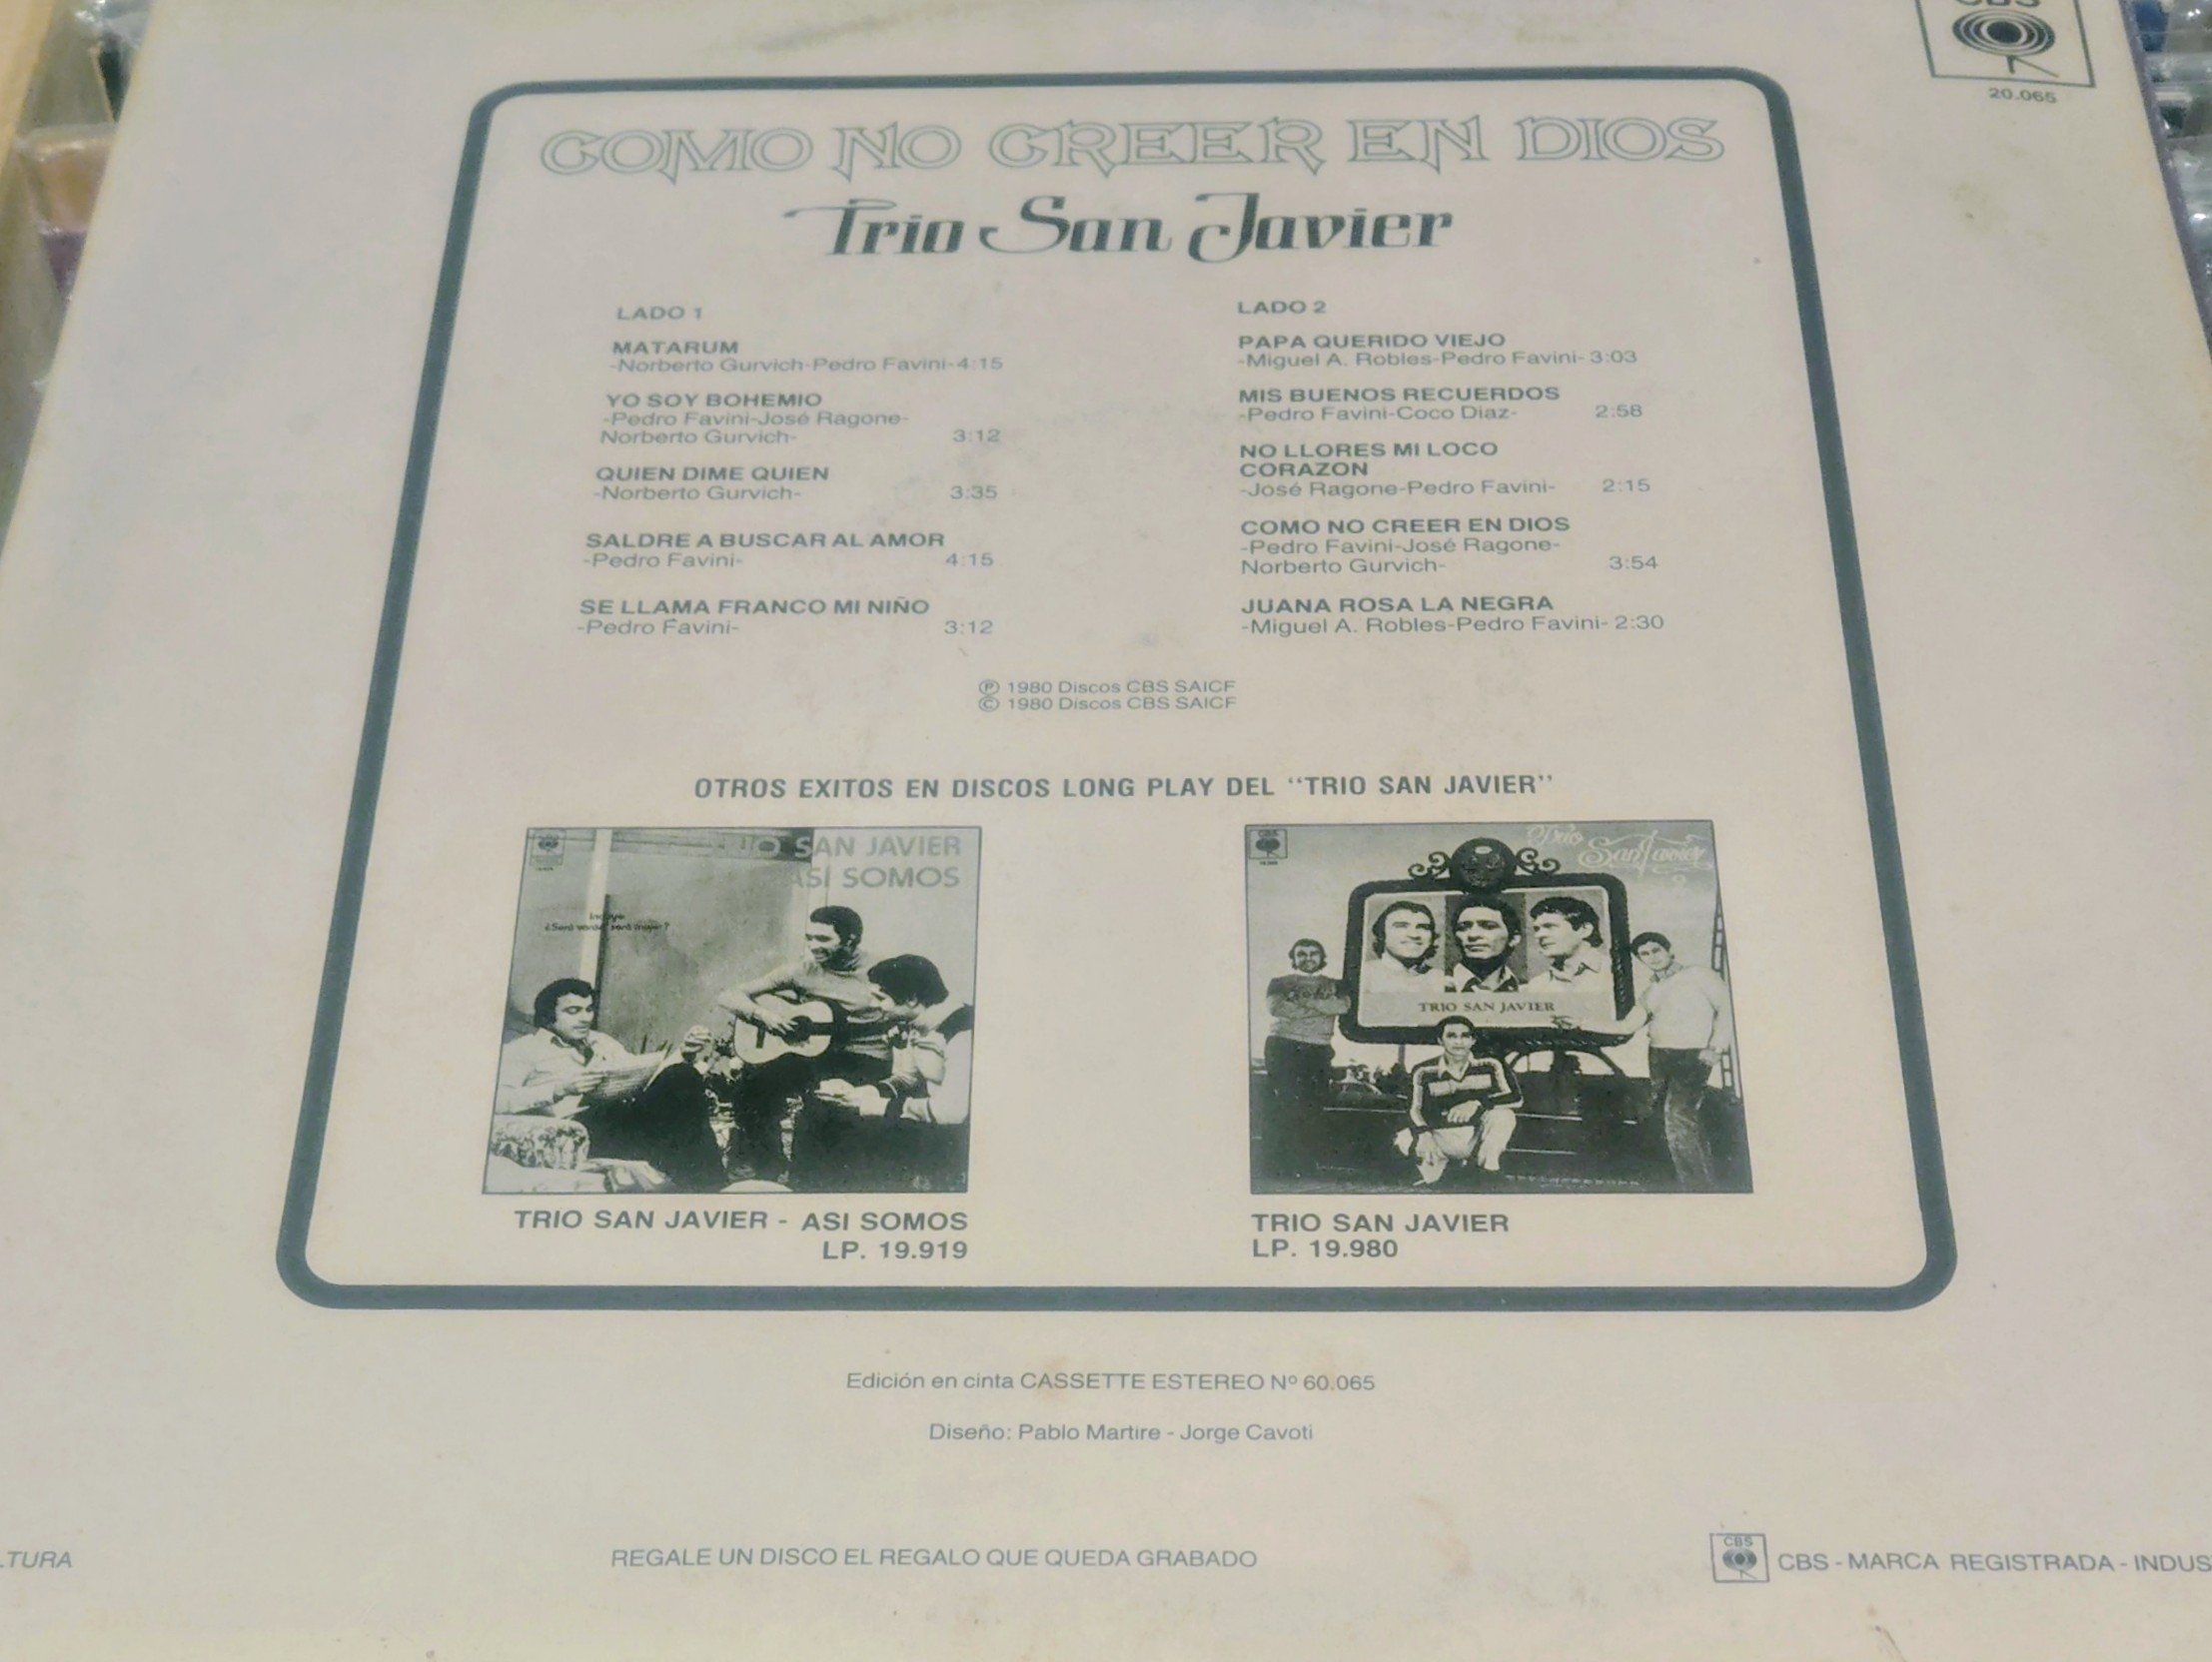 CBS
20.065
COMO NO CREER EN DIOS
Trio San Javier
LADO 1
MATARUM
-Norberto Gurvich-Pedro Favini-4:15
YO SOY BOHEMIO
-Pedro Favini-José Ragone-
Norberto Gurvich- 3:12
QUIEN DIME QUIEN
-Norberto Gurvich- 3:35
SALDRE A BUSCAR AL AMOR
-Pedro Favini- 4:15
SE LLAMA FRANCO MI NIÑO
-Pedro Favini- 3:12
LADO 2
PAPA QUERIDO VIEJO
-Miguel A. Robles-Pedro Favini- 3:03
MIS BUENOS RECUERDOS
-Pedro Favini-Coco Diaz- 2:58
NO LLORES MI LOCO
CORAZON
-José Ragone-Pedro Favini- 2:15
COMO NO CREER EN DIOS
-Pedro Favini-José Ragone-
Norberto Gurvich- 3:54
JUANA ROSA LA NEGRA
-Miguel A. Robles-Pedro Favini- 2:30
℗ 1980 Discos CBS SAICF
© 1980 Discos CBS SAICF
OTROS EXITOS EN DISCOS LONG PLAY DEL "TRIO SAN JAVIER"
SAN JAVIER
ASI SOMOS
CBS
Trio
San Javier
TRIO SAN JAVIER
TRIO SAN JAVIER - ASI SOMOS
LP. 19.919
TRIO SAN JAVIER
LP. 19.980
Edición en cinta CASSETTE ESTEREO Nº 60.065
Diseño: Pablo Martire - Jorge Cavoti
LTURA
REGALE UN DISCO EL REGALO QUE QUEDA GRABADO
CBS
CBS - MARCA REGISTRADA - INDUS